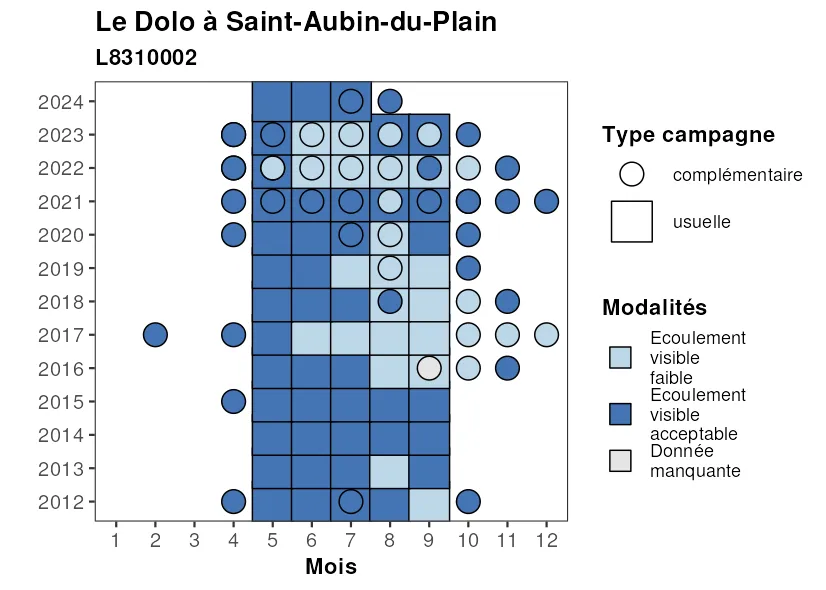 Le Dolo à Saint-Aubin-du-Plain
L8310002
2024
2023
2022
2021
2020
2019
2018
2017
2016
2015
2014
2013
2012
1 2 3 4 5 6 7 8 9 10 11 12
Mois
Type campagne
complémentaire
usuelle
Modalités
Ecoulement
visible
faible
Ecoulement
visible
acceptable
Donnée
manquante